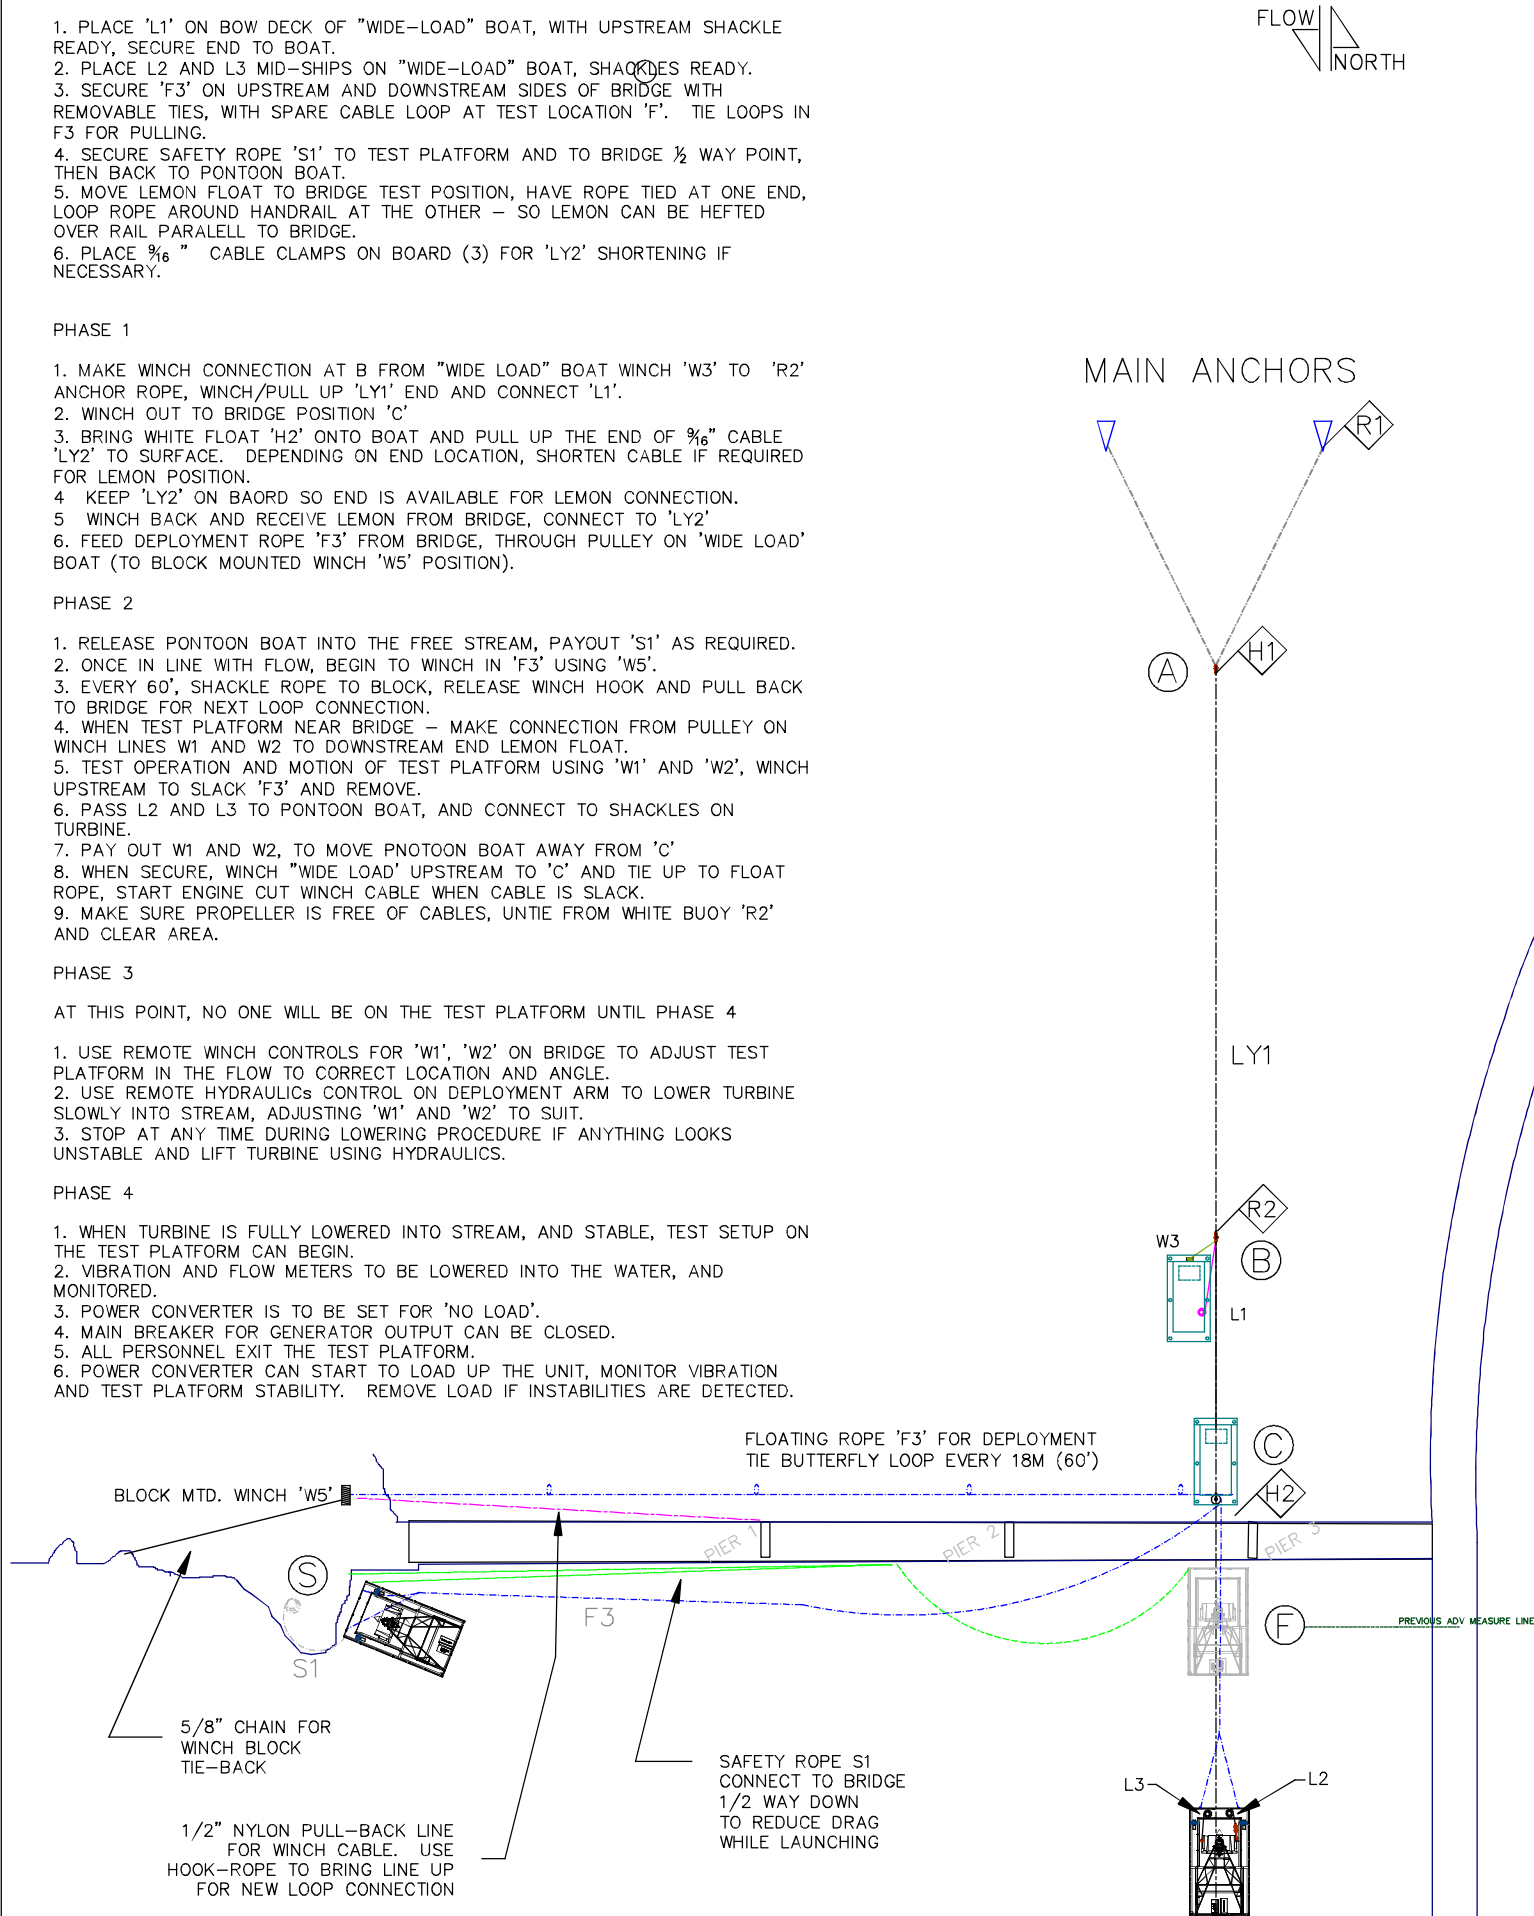 1. PLACE 'L1' ON BOW DECK OF "WIDE-LOAD" BOAT, WITH UPSTREAM SHACKLE
READY, SECURE END TO BOAT.
2. PLACE L2 AND L3 MID-SHIPS ON "WIDE-LOAD" BOAT, SHACKLES READY.
3. SECURE 'F3' ON UPSTREAM AND DOWNSTREAM SIDES OF BRIDGE WITH
REMOVABLE TIES, WITH SPARE CABLE LOOP AT TEST LOCATION 'F'. TIE LOOPS IN
F3 FOR PULLING.
4. SECURE SAFETY ROPE 'S1' TO TEST PLATFORM AND TO BRIDGE ½ WAY POINT,
THEN BACK TO PONTOON BOAT.
5. MOVE LEMON FLOAT TO BRIDGE TEST POSITION, HAVE ROPE TIED AT ONE END,
LOOP ROPE AROUND HANDRAIL AT THE OTHER - SO LEMON CAN BE HEFTED
OVER RAIL PARALELL TO BRIDGE.
6. PLACE 9/16 " CABLE CLAMPS ON BOARD (3) FOR 'LY2' SHORTENING IF
NECESSARY.
PHASE 1
1. MAKE WINCH CONNECTION AT B FROM "WIDE LOAD" BOAT WINCH 'W3' TO 'R2'
ANCHOR ROPE, WINCH/PULL UP 'LY1' END AND CONNECT 'L1'.
2. WINCH OUT TO BRIDGE POSITION 'C'
3. BRING WHITE FLOAT 'H2' ONTO BOAT AND PULL UP THE END OF 9/16" CABLE
'LY2' TO SURFACE. DEPENDING ON END LOCATION, SHORTEN CABLE IF REQUIRED
FOR LEMON POSITION.
4 KEEP 'LY2' ON BAORD SO END IS AVAILABLE FOR LEMON CONNECTION.
5 WINCH BACK AND RECEIVE LEMON FROM BRIDGE, CONNECT TO 'LY2'
6. FEED DEPLOYMENT ROPE 'F3' FROM BRIDGE, THROUGH PULLEY ON 'WIDE LOAD'
BOAT (TO BLOCK MOUNTED WINCH 'W5' POSITION).
PHASE 2
1. RELEASE PONTOON BOAT INTO THE FREE STREAM, PAYOUT 'S1' AS REQUIRED.
2. ONCE IN LINE WITH FLOW, BEGIN TO WINCH IN 'F3' USING 'W5'.
3. EVERY 60', SHACKLE ROPE TO BLOCK, RELEASE WINCH HOOK AND PULL BACK
TO BRIDGE FOR NEXT LOOP CONNECTION.
4. WHEN TEST PLATFORM NEAR BRIDGE - MAKE CONNECTION FROM PULLEY ON
WINCH LINES W1 AND W2 TO DOWNSTREAM END LEMON FLOAT.
5. TEST OPERATION AND MOTION OF TEST PLATFORM USING 'W1' AND 'W2', WINCH
UPSTREAM TO SLACK 'F3' AND REMOVE.
6. PASS L2 AND L3 TO PONTOON BOAT, AND CONNECT TO SHACKLES ON
TURBINE.
7. PAY OUT W1 AND W2, TO MOVE PNOTOON BOAT AWAY FROM 'C'
8. WHEN SECURE, WINCH "WIDE LOAD' UPSTREAM TO 'C' AND TIE UP TO FLOAT
ROPE, START ENGINE CUT WINCH CABLE WHEN CABLE IS SLACK.
9. MAKE SURE PROPELLER IS FREE OF CABLES, UNTIE FROM WHITE BUOY 'R2'
AND CLEAR AREA.
PHASE 3
AT THIS POINT, NO ONE WILL BE ON THE TEST PLATFORM UNTIL PHASE 4
1. USE REMOTE WINCH CONTROLS FOR 'W1', 'W2' ON BRIDGE TO ADJUST TEST
PLATFORM IN THE FLOW TO CORRECT LOCATION AND ANGLE.
2. USE REMOTE HYDRAULICs CONTROL ON DEPLOYMENT ARM TO LOWER TURBINE
SLOWLY INTO STREAM, ADJUSTING 'W1' AND 'W2' TO SUIT.
3. STOP AT ANY TIME DURING LOWERING PROCEDURE IF ANYTHING LOOKS
UNSTABLE AND LIFT TURBINE USING HYDRAULICS.
PHASE 4
1. WHEN TURBINE IS FULLY LOWERED INTO STREAM, AND STABLE, TEST SETUP ON
THE TEST PLATFORM CAN BEGIN.
2. VIBRATION AND FLOW METERS TO BE LOWERED INTO THE WATER, AND
MONITORED.
3. POWER CONVERTER IS TO BE SET FOR 'NO LOAD'.
4. MAIN BREAKER FOR GENERATOR OUTPUT CAN BE CLOSED.
5. ALL PERSONNEL EXIT THE TEST PLATFORM.
6. POWER CONVERTER CAN START TO LOAD UP THE UNIT, MONITOR VIBRATION
AND TEST PLATFORM STABILITY. REMOVE LOAD IF INSTABILITIES ARE DETECTED.
FLOW
NORTH
MAIN ANCHORS
R1
H1
A
LY1
R2
W3
B
L1
FLOATING ROPE 'F3' FOR DEPLOYMENT
TIE BUTTERFLY LOOP EVERY 18M (60')
C
BLOCK MTD. WINCH 'W5'
H2
PIER 1
PIER 2
PIER 3
S
F3
F
PREVIOUS ADV MEASURE LINE
S1
5/8" CHAIN FOR
WINCH BLOCK
TIE-BACK
SAFETY ROPE S1
CONNECT TO BRIDGE
1/2 WAY DOWN
TO REDUCE DRAG
WHILE LAUNCHING
L3
L2
1/2" NYLON PULL-BACK LINE
FOR WINCH CABLE. USE
HOOK-ROPE TO BRING LINE UP
FOR NEW LOOP CONNECTION